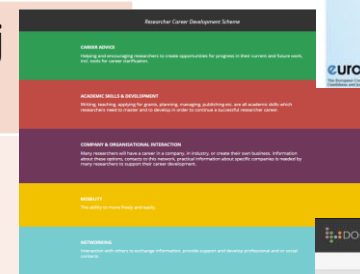 Researcher Career Development Scheme
CAREER ADVICE
Helping and encouraging researchers to create opportunities for progress in their current and future work,
incl. tools for career clarification.
ACADEMIC SKILLS & DEVELOPMENT
Writing, teaching, applying for grants, planning, managing, publishing etc. are all academic skills which
researchers need to master and to develop in order to continue a successful researcher career.
COMPANY & ORGANISATIONAL INTERACTION
Many researchers will have a career in a company, in industry, or create their own business. Information
about these options, contacts to this network, practical information about specific companies is needed by
many researchers to support their career development.
MOBILITY
The ability to move freely and easily.
NETWORKING
Interaction with others to exchange information, provide support and develop professional and or social
contacts.
j
euro
The European Co
DO